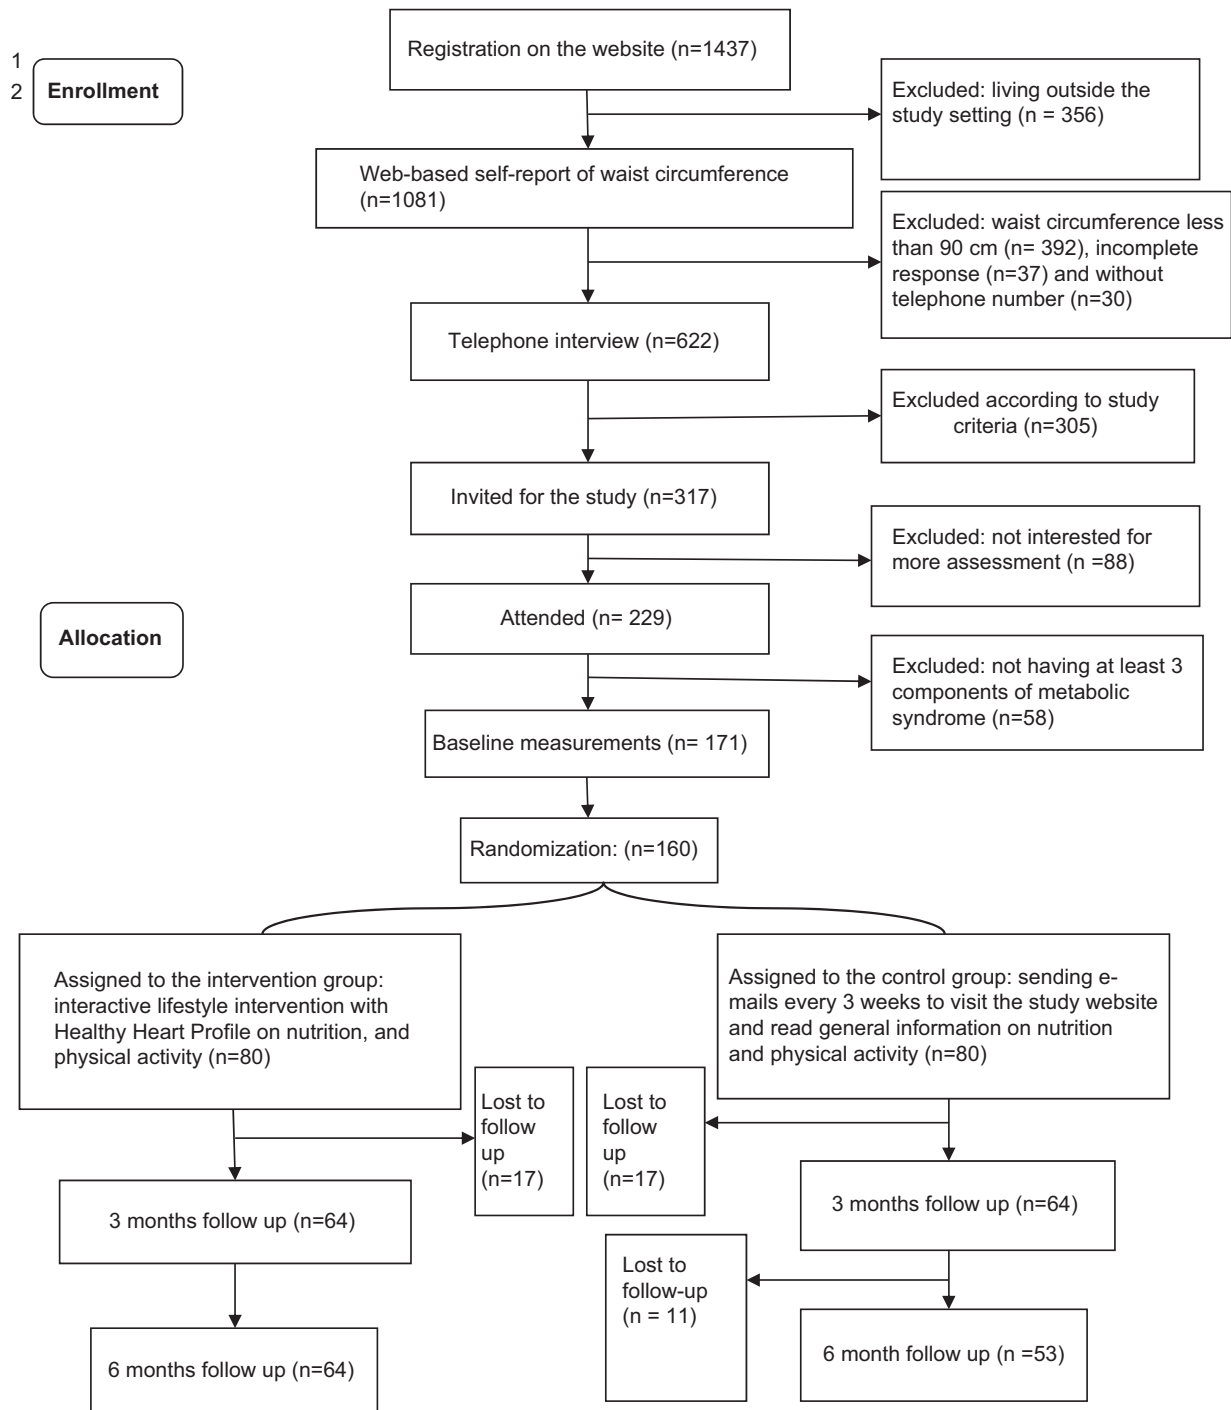 Registration on the website (n=1437)
1
2
Enrollment
Excluded: living outside the
study setting (n = 356)
Web-based self-report of waist circumference
(n=1081)
Excluded: waist circumference less
than 90 cm (n= 392), incomplete
response (n=37) and without
telephone number (n=30)
Telephone interview (n=622)
Excluded according to study
criteria (n=305)
Invited for the study (n=317)
Excluded: not interested for
more assessment (n =88)
Attended (n= 229)
Allocation
Excluded: not having at least 3
components of metabolic
syndrome (n=58)
Baseline measurements (n= 171)
Randomization: (n=160)
Assigned to the intervention group:
interactive lifestyle intervention with
Healthy Heart Profile on nutrition, and
physical activity (n=80)
Assigned to the control group: sending e-
mails every 3 weeks to visit the study website
and read general information on nutrition
and physical activity (n=80)
Lost to
follow
up
(n=17)
Lost to
follow
up
(n=17)
3 months follow up (n=64)
3 months follow up (n=64)
Lost to
follow-up
(n = 11)
6 months follow up (n=64)
6 month follow up (n =53)